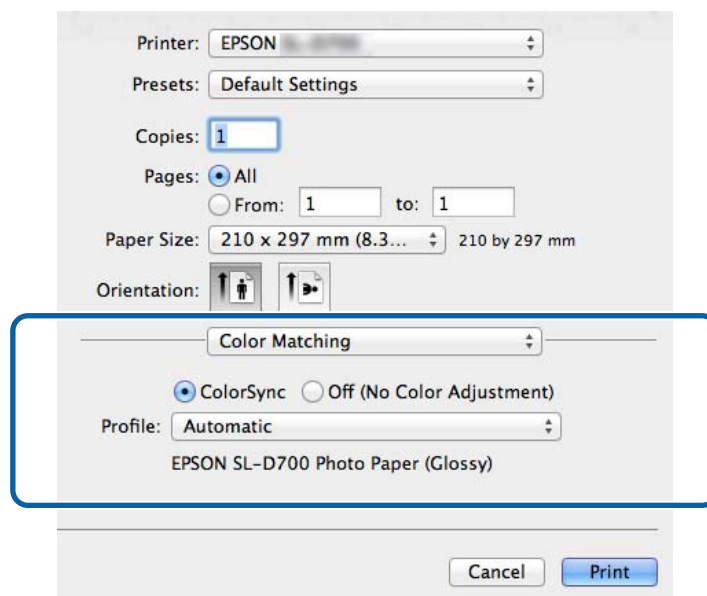 Printer: EPSON
Presets: Default Settings
Copies: 1
Pages: All
From: 1 to: 1
Paper Size: 210 x 297 mm (8.3... 210 by 297 mm
Orientation:
Color Matching
ColorSync Off (No Color Adjustment)
Profile: Automatic
EPSON SL-D700 Photo Paper (Glossy)
Cancel Print